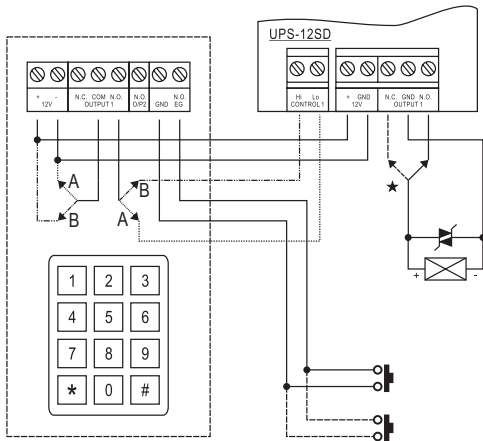 UPS-12SD
+ - N.C. COM N.O. N.O. N.O.
12V OUTPUT 1 O/P2 GND EG
Hi Lo + GND N.C. GND N.O.
CONTROL 1 12V OUTPUT 1
A
B
B
A
★
+ -
1 2 3
4 5 6
7 8 9
* 0 #